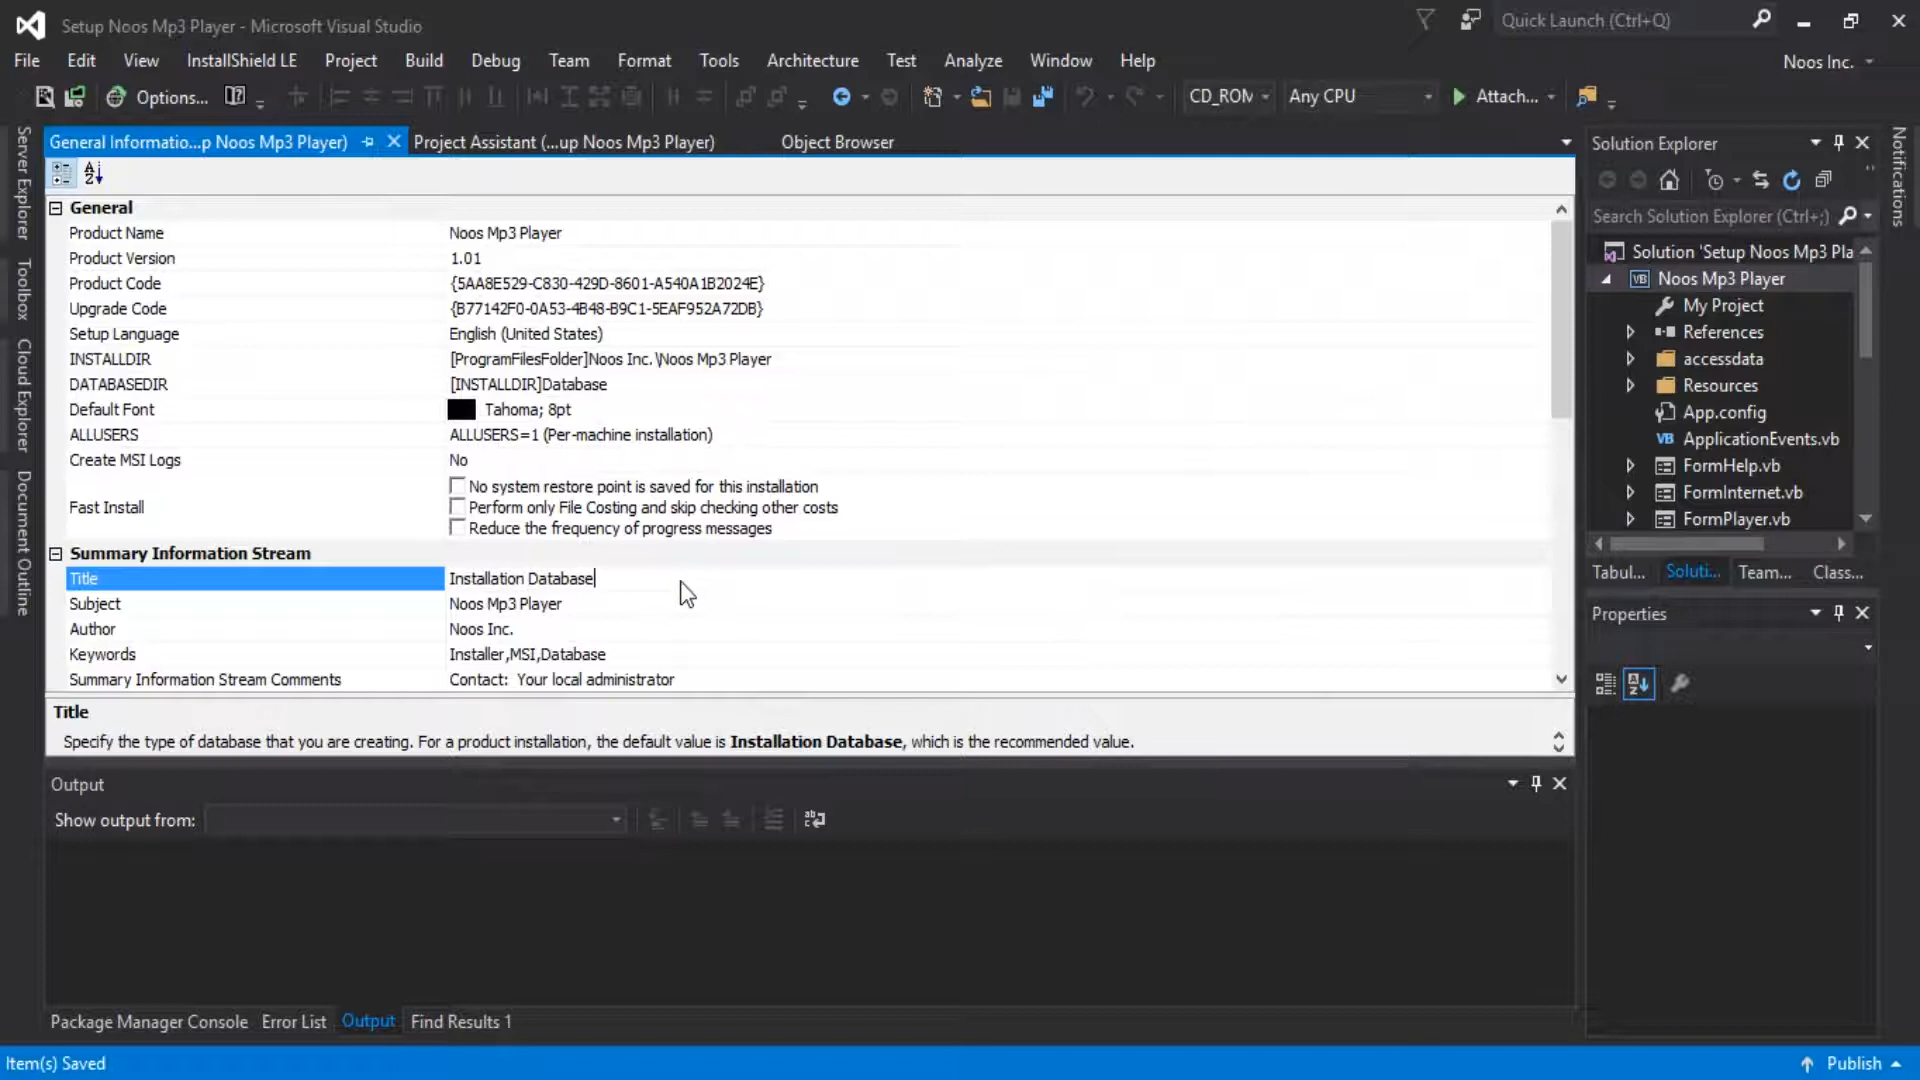 Setup Noos Mp3 Player - Microsoft Visual Studio
Quick Launch (Ctrl+Q)
File Edit View InstallShield LE Project Build Debug Team Format Tools Architecture Test Analyze Window Help
Noos Inc.
Options...
CD_ROM
Any CPU
Attach...
General Informatio...p Noos Mp3 Player)
Project Assistant (...up Noos Mp3 Player)
Object Browser
Server Explorer
Toolbox
Cloud Explorer
Document Outline
General
Product Name Noos Mp3 Player
Product Version 1.01
Product Code {5AA8E529-C830-429D-8601-A540A1B2024E}
Upgrade Code {B77142F0-0A53-4B48-B9C1-5EAF952A72DB}
Setup Language English (United States)
INSTALLDIR [ProgramFilesFolder]Noos Inc.\Noos Mp3 Player
DATABASEDIR [INSTALLDIR]Database
Default Font Tahoma; 8pt
ALLUSERS ALLUSERS=1 (Per-machine installation)
Create MSI Logs No
No system restore point is saved for this installation
Fast Install Perform only File Costing and skip checking other costs
Reduce the frequency of progress messages
Summary Information Stream
Title Installation Database
Subject Noos Mp3 Player
Author Noos Inc.
Keywords Installer,MSI,Database
Summary Information Stream Comments Contact: Your local administrator
Title
Specify the type of database that you are creating. For a product installation, the default value is Installation Database, which is the recommended value.
Output
Show output from:
Package Manager Console Error List Output Find Results 1
Item(s) Saved
Publish
Solution Explorer
Search Solution Explorer (Ctrl+;)
Solution 'Setup Noos Mp3 Pla
VB Noos Mp3 Player
My Project
References
accessdata
Resources
App.config
VB ApplicationEvents.vb
FormHelp.vb
FormInternet.vb
FormPlayer.vb
Tabul... Soluti... Team... Class...
Properties
Notifications